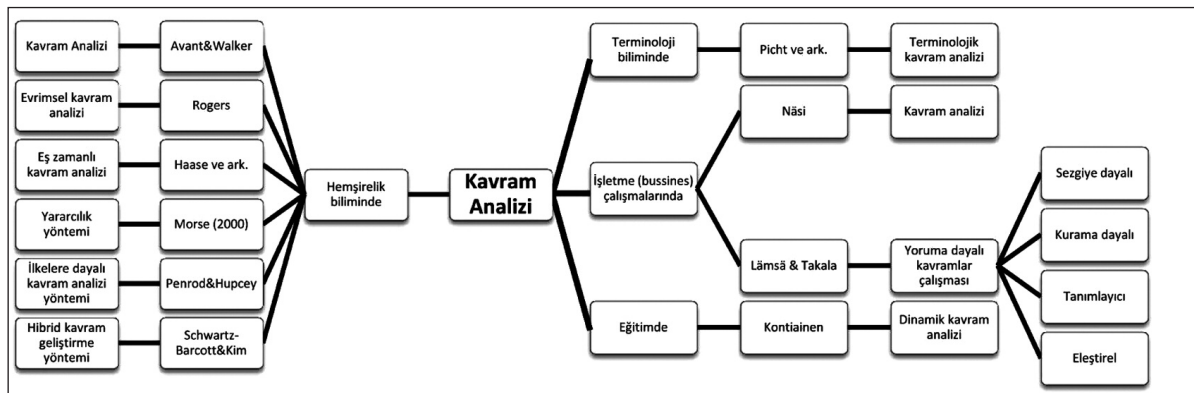 Kavram Analizi
Avant&Walker
Evrimsel kavram
analizi
Rogers
Eş zamanlı
kavram analizi
Haase ve ark.
Yararcılık
yöntemi
Morse (2000)
İlkelere dayalı
kavram analizi
yöntemi
Penrod&Hupcey
Hibrid kavram
geliştirme
yöntemi
Schwartz-
Barcott&Kim
Hemşirelik
biliminde
Kavram
Analizi
Terminoloji
biliminde
Picht ve ark.
Terminolojik
kavram analizi
İşletme (bussines)
çalışmalarında
Näsi
Kavram analizi
Lämsä & Takala
Yoruma dayalı
kavramlar
çalışması
Sezgiye dayalı
Kurama dayalı
Tanımlayıcı
Eleştirel
Eğitimde
Kontiainen
Dinamik kavram
analizi